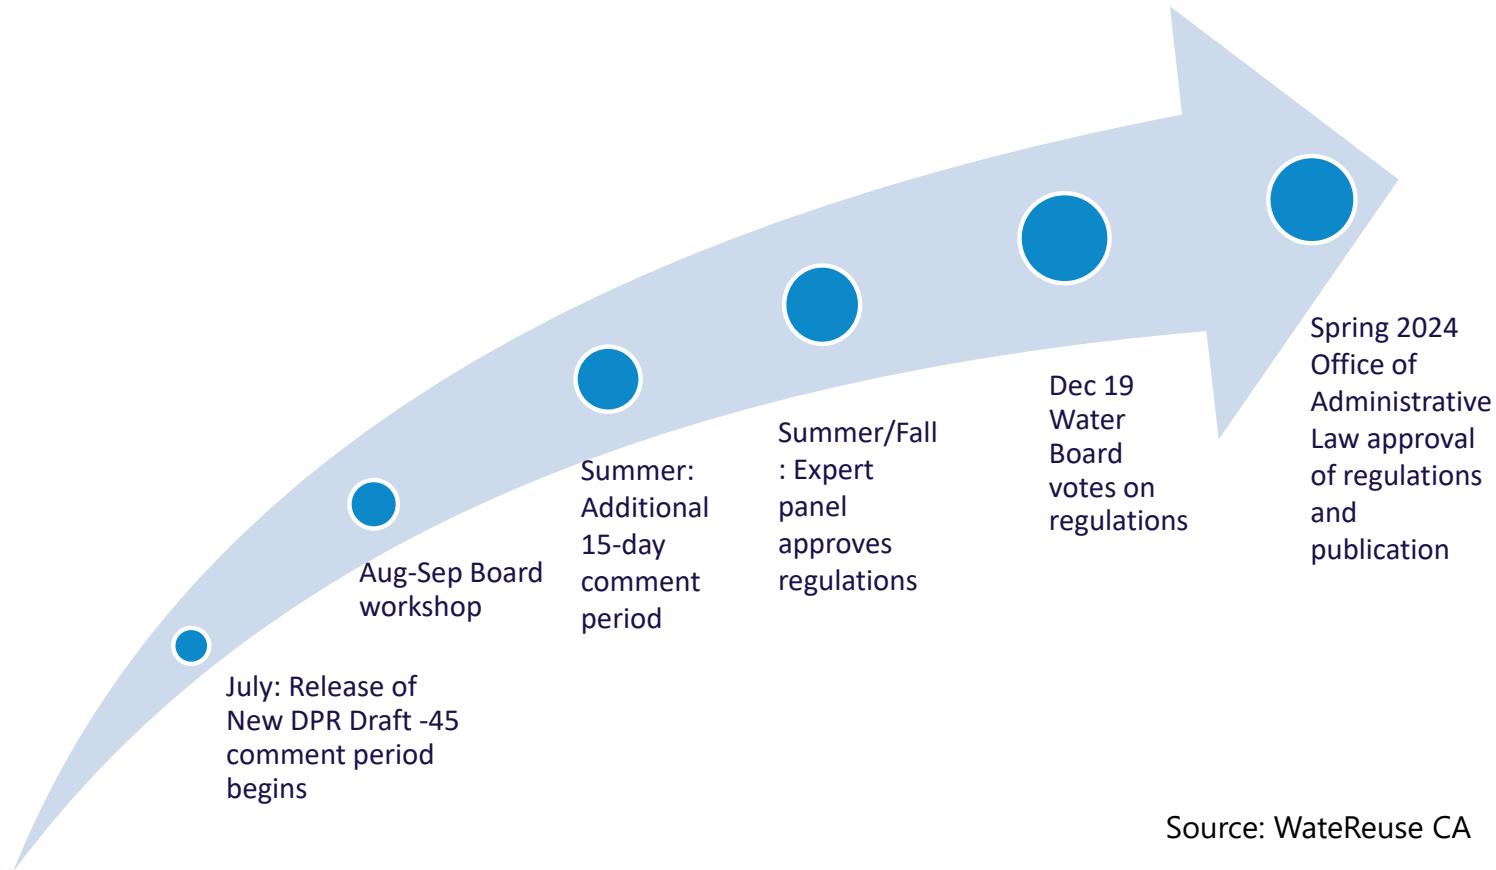 July: Release of
New DPR Draft -45
comment period
begins
Aug-Sep Board
workshop
Summer:
Additional
15-day
comment
period
Summer/Fall
: Expert
panel
approves
regulations
Dec 19
Water
Board
votes on
regulations
Spring 2024
Office of
Administrative
Law approval
of regulations
and
publication
Source: WateReuse CA